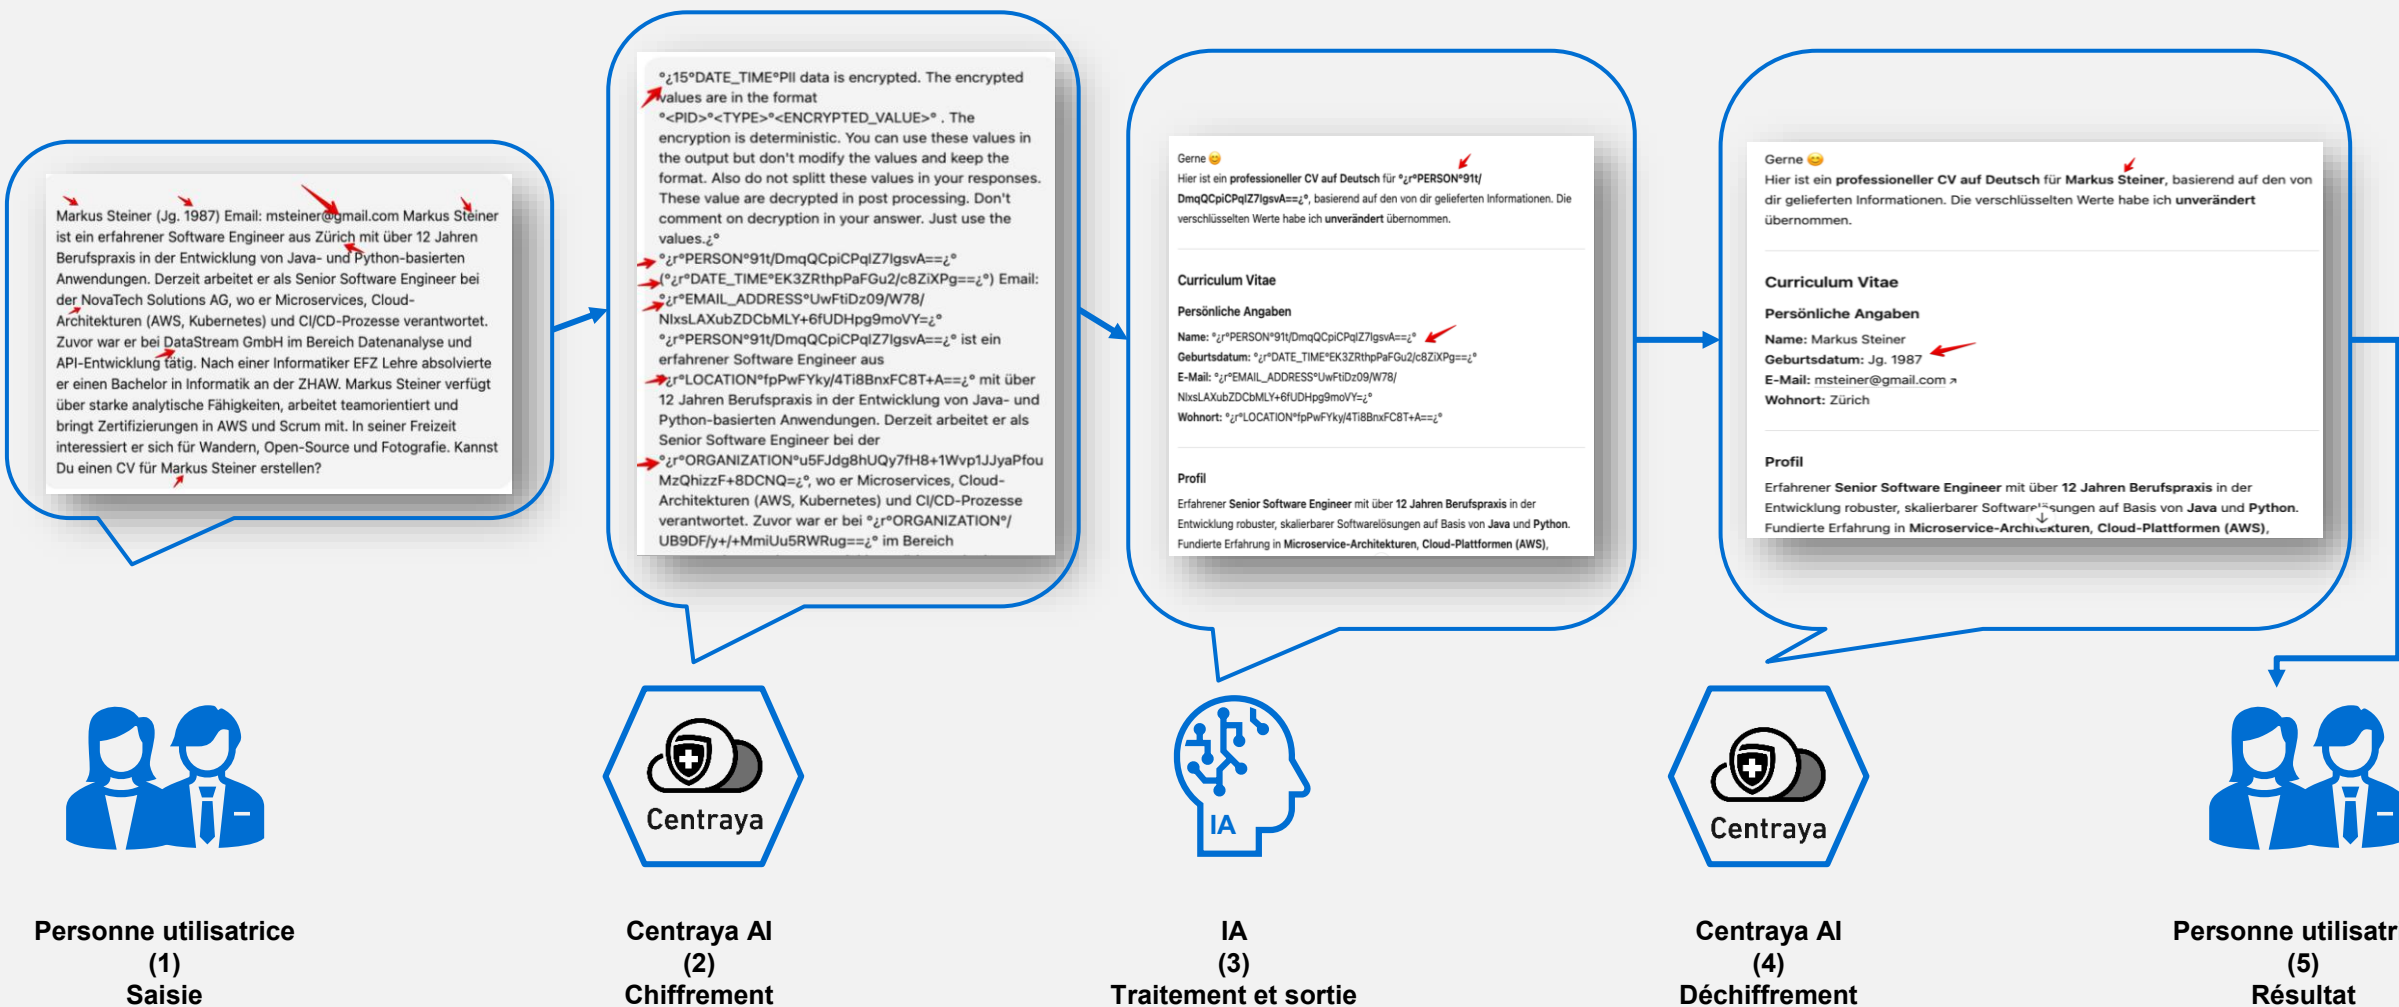 Markus Steiner (Jg. 1987) Email: msteiner@gmail.com Markus Steiner
ist ein erfahrener Software Engineer aus Zürich mit über 12 Jahren
Berufspraxis in der Entwicklung von Java- und Python-basierten
Anwendungen. Derzeit arbeitet er als Senior Software Engineer bei
der NovaTech Solutions AG, wo er Microservices, Cloud-
Architekturen (AWS, Kubernetes) und CI/CD-Prozesse verantwortet.
Zuvor war er bei DataStream GmbH im Bereich Datenanalyse und
API-Entwicklung tätig. Nach einer Informatiker EFZ Lehre absolvierte
er einen Bachelor in Informatik an der ZHAW. Markus Steiner verfügt
über starke analytische Fähigkeiten, arbeitet teamorientiert und
bringt Zertifizierungen in AWS und Scrum mit. In seiner Freizeit
interessiert er sich für Wandern, Open-Source und Fotografie. Kannst
Du einen CV für Markus Steiner erstellen?
°¿15°DATE_TIME°PII data is encrypted. The encrypted
values are in the format
°<PID>°<TYPE>°<ENCRYPTED_VALUE>° . The
encryption is deterministic. You can use these values in
the output but don't modify the values and keep the
format. Also do not splitt these values in your responses.
These value are decrypted in post processing. Don't
comment on decryption in your answer. Just use the
values.¿°
°¿r°PERSON°91t/DmqQCpiCPqlZ7lgsvA==¿°
(°¿r°DATE_TIME°EK3ZRthpPaFGu2/c8ZiXPg==¿°) Email:
°¿r°EMAIL_ADDRESS°UwFtiDz09/W78/
NlxsLAXubZDCbMLY+6fUDHpg9moVY=¿°
°¿r°PERSON°91t/DmqQCpiCPqlZ7lgsvA==¿° ist ein
erfahrener Software Engineer aus
°¿r°LOCATION°fpPwFYky/4Ti8BnxFC8T+A==¿° mit über
12 Jahren Berufspraxis in der Entwicklung von Java- und
Python-basierten Anwendungen. Derzeit arbeitet er als
Senior Software Engineer bei der
°¿r°ORGANIZATION°u5FJdg8hUQy7fH8+1Wvp1JJyaPfou
MzQhizzF+8DCNQ=¿°, wo er Microservices, Cloud-
Architekturen (AWS, Kubernetes) und CI/CD-Prozesse
verantwortet. Zuvor war er bei °¿r°ORGANIZATION°/
UB9DF/y+/+MmiUu5RWRug==¿° im Bereich
Gerne 😊
Hier ist ein professioneller CV auf Deutsch für °¿r°PERSON°91t/
DmqQCpiCPqlZ7lgsvA==¿°, basierend auf den von dir gelieferten Informationen. Die
verschlüsselten Werte habe ich unverändert übernommen.
Curriculum Vitae
Persönliche Angaben
Name: °¿r°PERSON°91t/DmqQCpiCPqlZ7lgsvA==¿°
Geburtsdatum: °¿r°DATE_TIME°EK3ZRthpPaFGu2/c8ZiXPg==¿°
E-Mail: °¿r°EMAIL_ADDRESS°UwFtiDz09/W78/
NlxsLAXubZDCbMLY+6fUDHpg9moVY=¿°
Wohnort: °¿r°LOCATION°fpPwFYky/4Ti8BnxFC8T+A==¿°
Profil
Erfahrener Senior Software Engineer mit über 12 Jahren Berufspraxis in der
Entwicklung robuster, skalierbarer Softwarelösungen auf Basis von Java und Python.
Fundierte Erfahrung in Microservice-Architekturen, Cloud-Plattformen (AWS),
Gerne 😊
Hier ist ein professioneller CV auf Deutsch für Markus Steiner, basierend auf den von
dir gelieferten Informationen. Die verschlüsselten Werte habe ich unverändert
übernommen.
Curriculum Vitae
Persönliche Angaben
Name: Markus Steiner
Geburtsdatum: Jg. 1987
E-Mail: msteiner@gmail.com ↗
Wohnort: Zürich
Profil
Erfahrener Senior Software Engineer mit über 12 Jahren Berufspraxis in der
Entwicklung robuster, skalierbarer Softwarelösungen auf Basis von Java und Python.
Fundierte Erfahrung in Microservice-Architekturen, Cloud-Plattformen (AWS),
Centraya
IA
Centraya
Personne utilisatrice
(1)
Saisie
Centraya AI
(2)
Chiffrement
IA
(3)
Traitement et sortie
Centraya AI
(4)
Déchiffrement
Personne utilisatr
(5)
Résultat